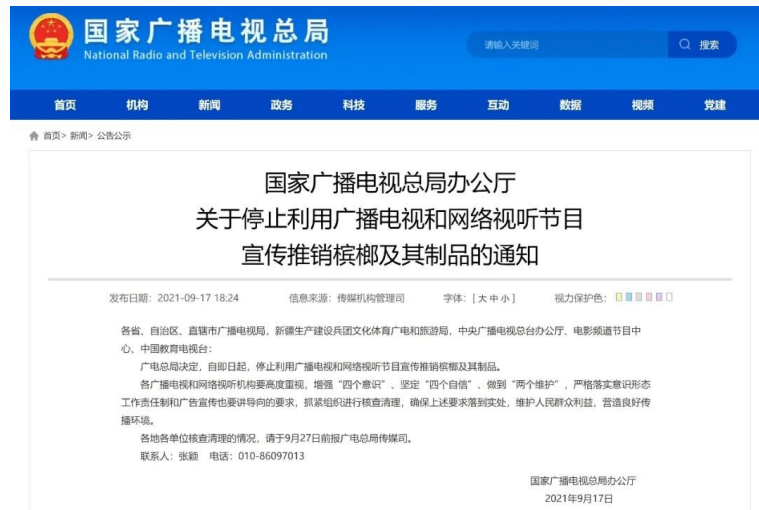 国家广播电视总局
National Radio and Television Administration
请输入关键词
搜索
首页 机构 新闻 政务 科技 服务 互动 数据 视频 党建
首页> 新闻> 公告公示
国家广播电视总局办公厅
关于停止利用广播电视和网络视听节目
宣传推销槟榔及其制品的通知
发布日期: 2021-09-17 18:24 信息来源: 传媒机构管理司 字体: [ 大 中 小 ] 视力保护色:
各省、自治区、直辖市广播电视局, 新疆生产建设兵团文化体育广电和旅游局, 中央广播电视总台办公厅、电影频道节目中
心、中国教育电视台:
广电总局决定, 自即日起, 停止利用广播电视和网络视听节目宣传推销槟榔及其制品。
各广播电视和网络视听机构要高度重视, 增强 “四个意识” 、坚定 “四个自信” 、做到 “两个维护” , 严格落实意识形态
工作责任制和广告宣传也要讲导向的要求, 抓紧组织进行核查清理, 确保上述要求落到实处, 维护人民群众利益, 营造良好传
播环境。
各地各单位核查清理的情况, 请于9月27日前报广电总局传媒司。
联系人: 张颖 电话: 010-86097013
国家广播电视总局办公厅
2021年9月17日